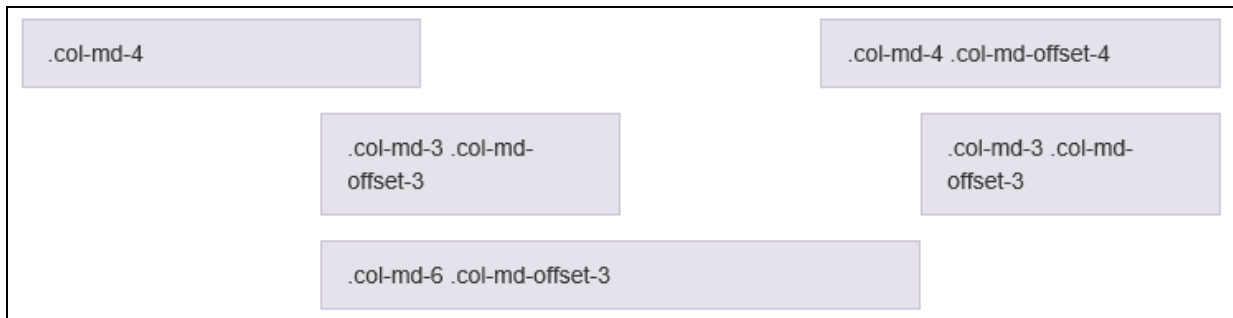 .col-md-4
.col-md-4 .col-md-offset-4
.col-md-3 .col-md-
offset-3
.col-md-3 .col-md-
offset-3
.col-md-6 .col-md-offset-3